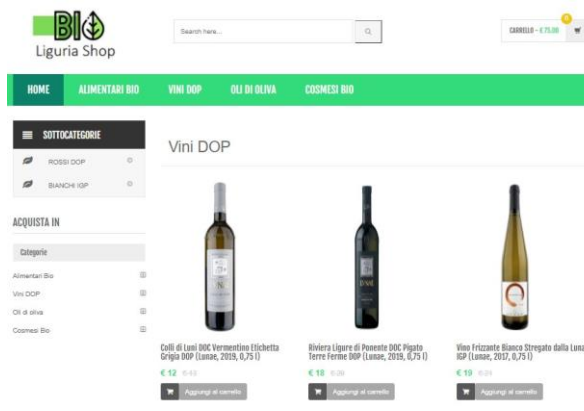 BIO
Liguria Shop
Search here...
CARRELLO - € 75.00
HOME ALIMENTARI BIO VINI DOP OLI DI OLIVA COSMESI BIO
SOTTOCATEGORIE
ROSSI DOP
BIANCHI IGP
Vini DOP
ACQUISTA IN
Categorie
Alimentari Bio
Vini DOP
Oli di oliva
Cosmesi Bio
Colli di Luni DOC Vermentino Etichetta
Grigia DOP (Lunae, 2019, 0,75 l)
€ 12
Aggiungi al carrello
Riviera Ligure di Ponente DOC Pigato
Terre Ferme DOP (Lunae, 2019, 0,75 l)
€ 18
Aggiungi al carrello
Vino Frizzante Bianco Stregato dalla Luna
IGP (Lunae, 2017, 0,75 l)
€ 19
Aggiungi al carrello